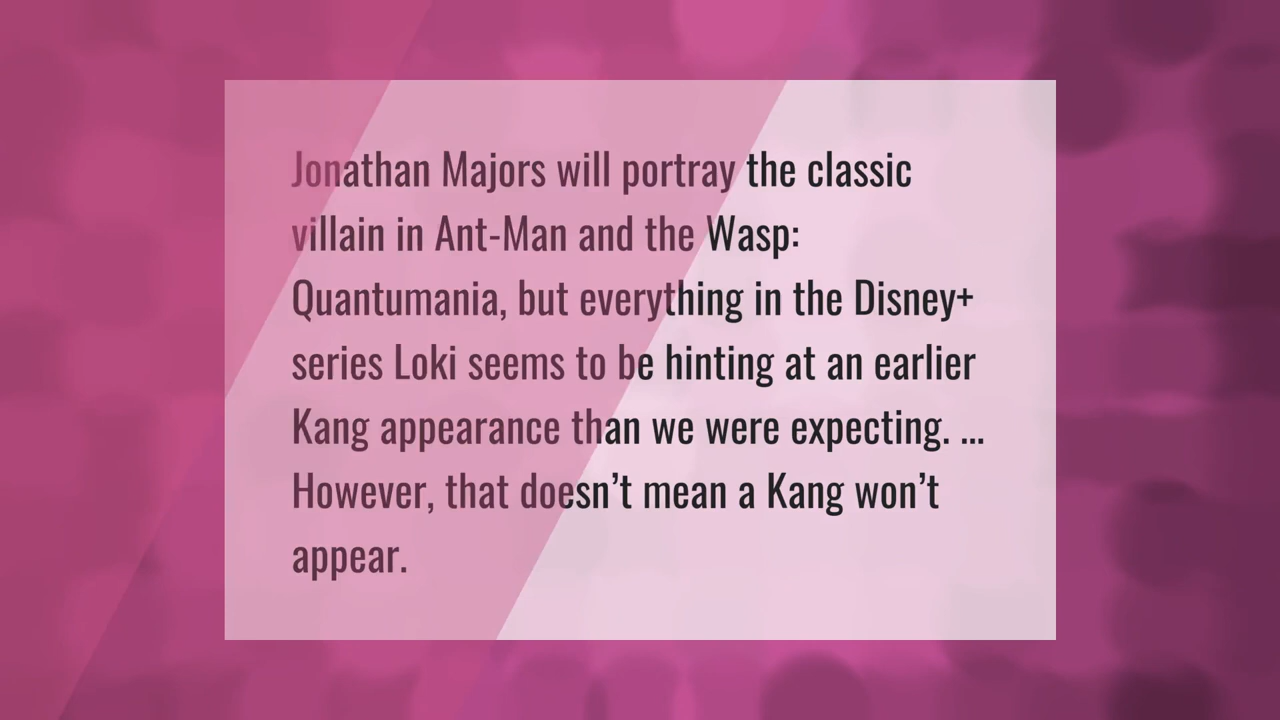 Jonathan Majors will portray the classic
villain in Ant-Man and the Wasp:
Quantumania, but everything in the Disney+
series Loki seems to be hinting at an earlier
Kang appearance than we were expecting. ...
However, that doesn’t mean a Kang won’t
appear.